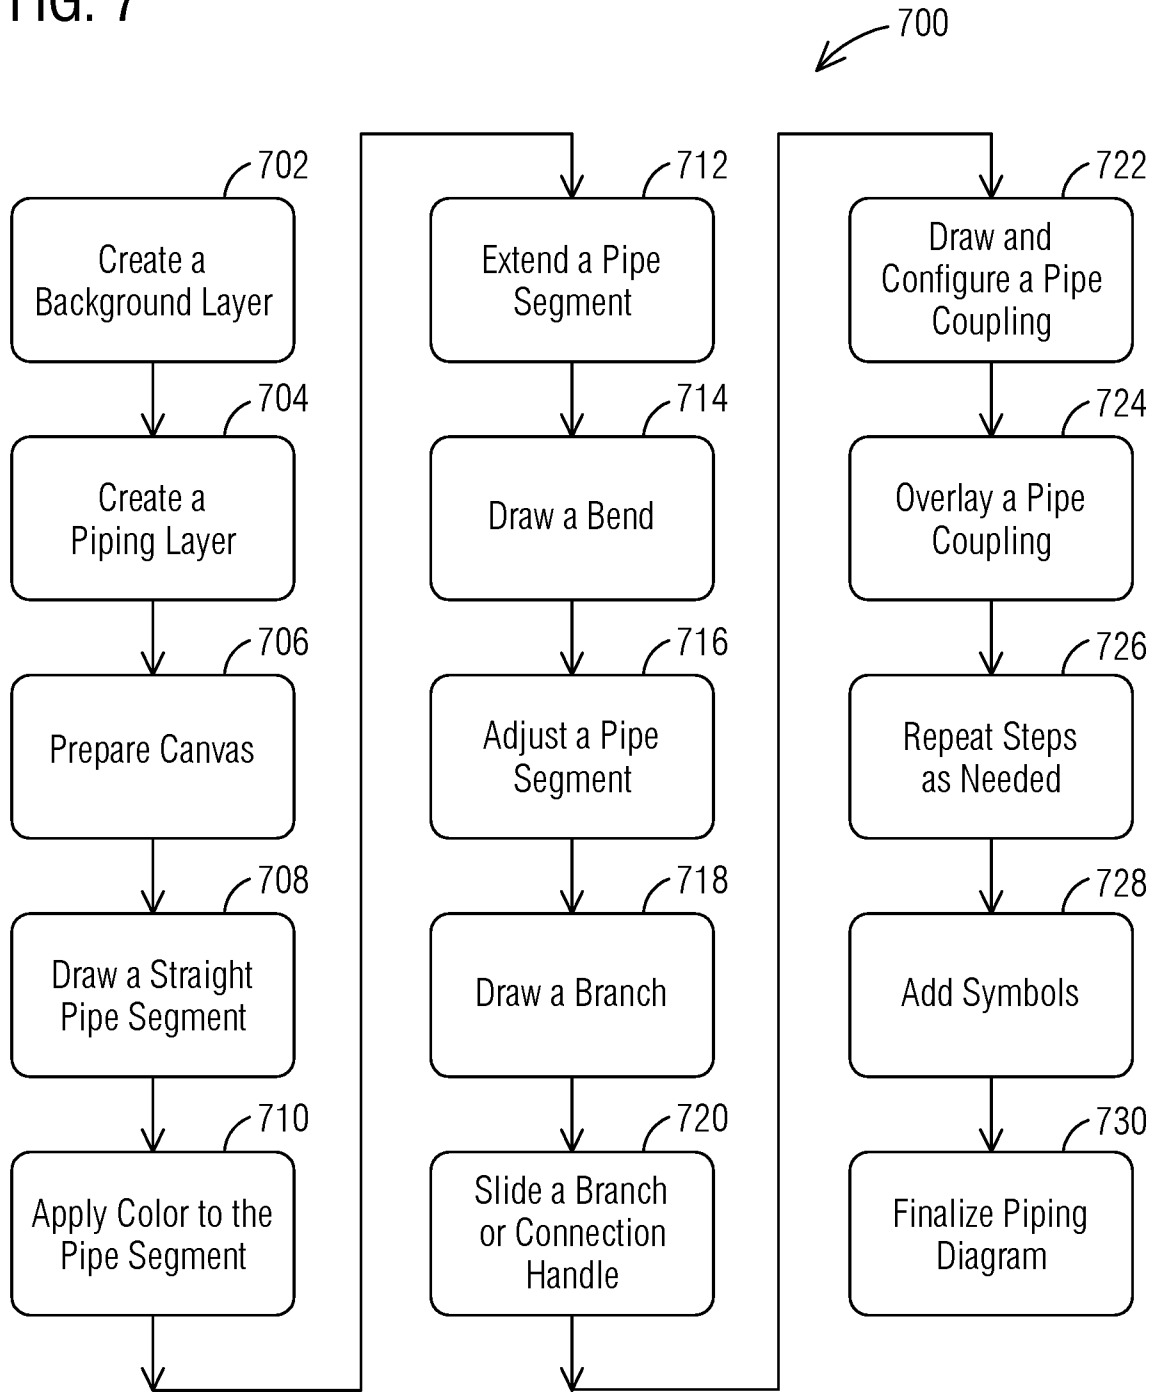 FIG. 7
700
702
Create a
Background Layer
704
Create a
Piping Layer
706
Prepare Canvas
708
Draw a Straight
Pipe Segment
710
Apply Color to the
Pipe Segment
712
Extend a Pipe
Segment
714
Draw a Bend
716
Adjust a Pipe
Segment
718
Draw a Branch
720
Slide a Branch
or Connection
Handle
722
Draw and
Configure a Pipe
Coupling
724
Overlay a Pipe
Coupling
726
Repeat Steps
as Needed
728
Add Symbols
730
Finalize Piping
Diagram